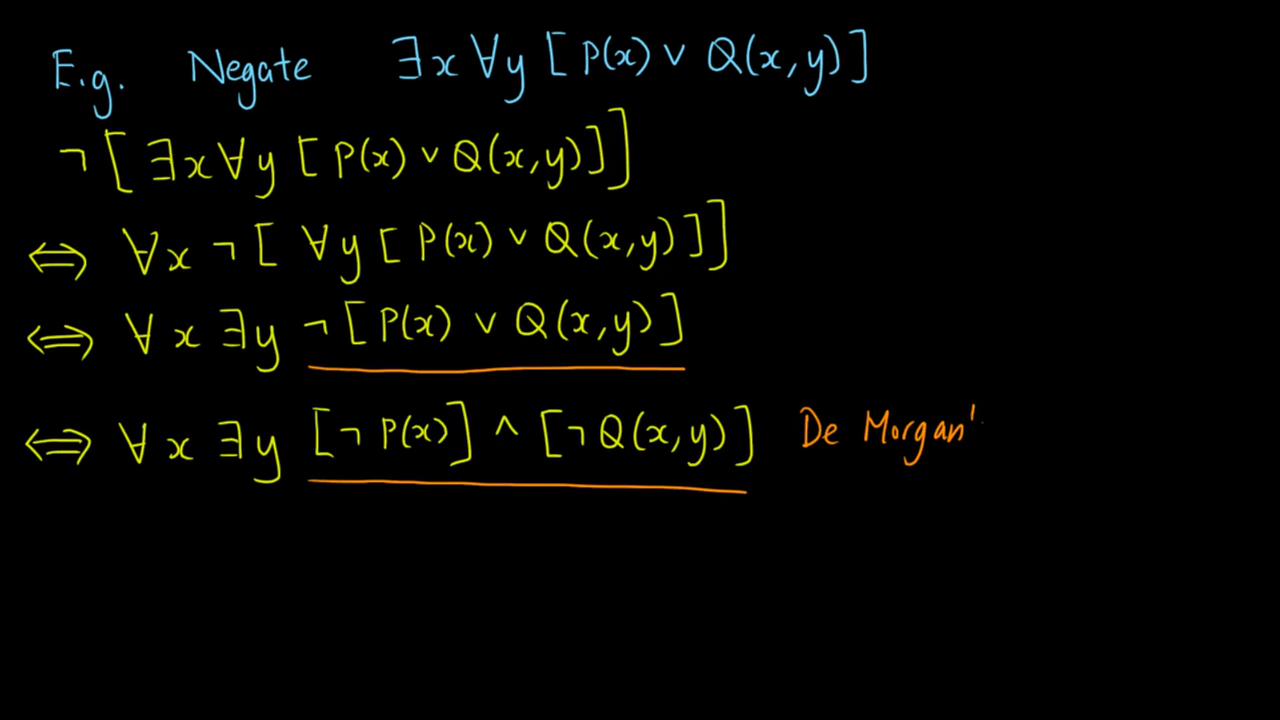 E.g. Negate ∃x ∀y [ P(x) ∨ Q(x,y) ]
¬ [ ∃x ∀y [ P(x) ∨ Q(x,y) ] ]
⇔ ∀x ¬ [ ∀y [ P(x) ∨ Q(x,y) ] ]
⇔ ∀x ∃y ¬ [ P(x) ∨ Q(x,y) ]
⇔ ∀x ∃y [ ¬ P(x) ] ∧ [ ¬ Q(x,y) ] De Morgan'